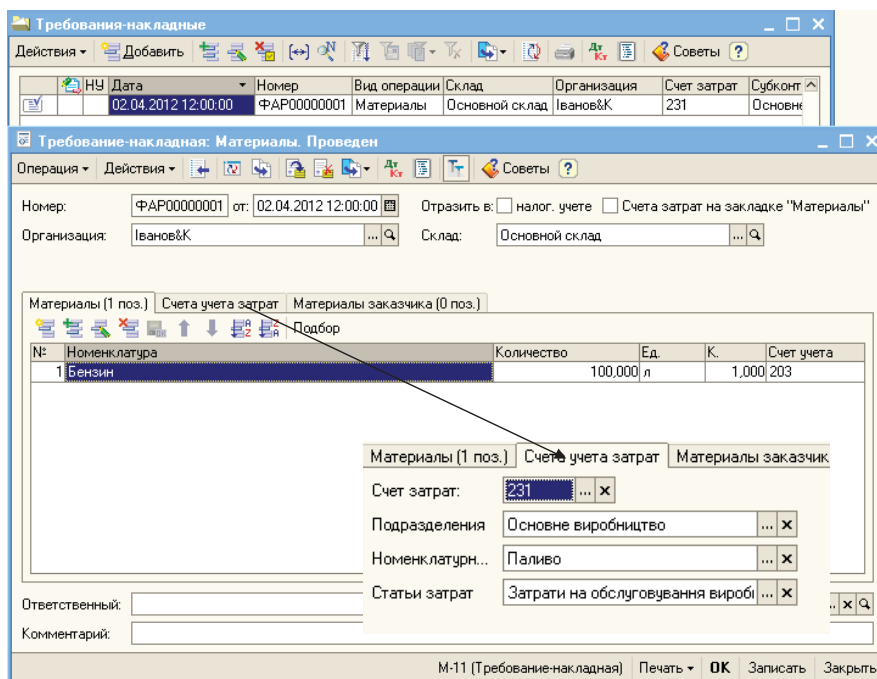 Требования-накладные
Действия Добавить Советы ?
НУ Дата Номер Вид операции Склад Организация Счет затрат Субконт
02.04.2012 12:00:00 ФАР00000001 Материалы Основной склад Іванов&К 231 Основне
Требование-накладная: Материалы. Проведен
Операция Действия Советы ?
Номер: ФАР00000001 от: 02.04.2012 12:00:00 Отразить в: налог. учете Счета затрат на закладке "Материалы"
Организация: Іванов&К ... Склад: Основной склад ...
Материалы (1 поз.) Счета учета затрат Материалы заказчика (0 поз.)
Подбор
№ Номенклатура Количество Ед. К. Счет учета
1 Бензин 100,000 л 1,000 203
Материалы (1 поз.) Счета учета затрат Материалы заказчик
Счет затрат: 231 ... x
Подразделения Основне виробництво ... x
Номенклатурн... Паливо ... x
Статьи затрат Затрати на обслуговування виробі ... x
Ответственный: ... x
Комментарий:
М-11 (Требование-накладная) Печать OK Записать Закрыть